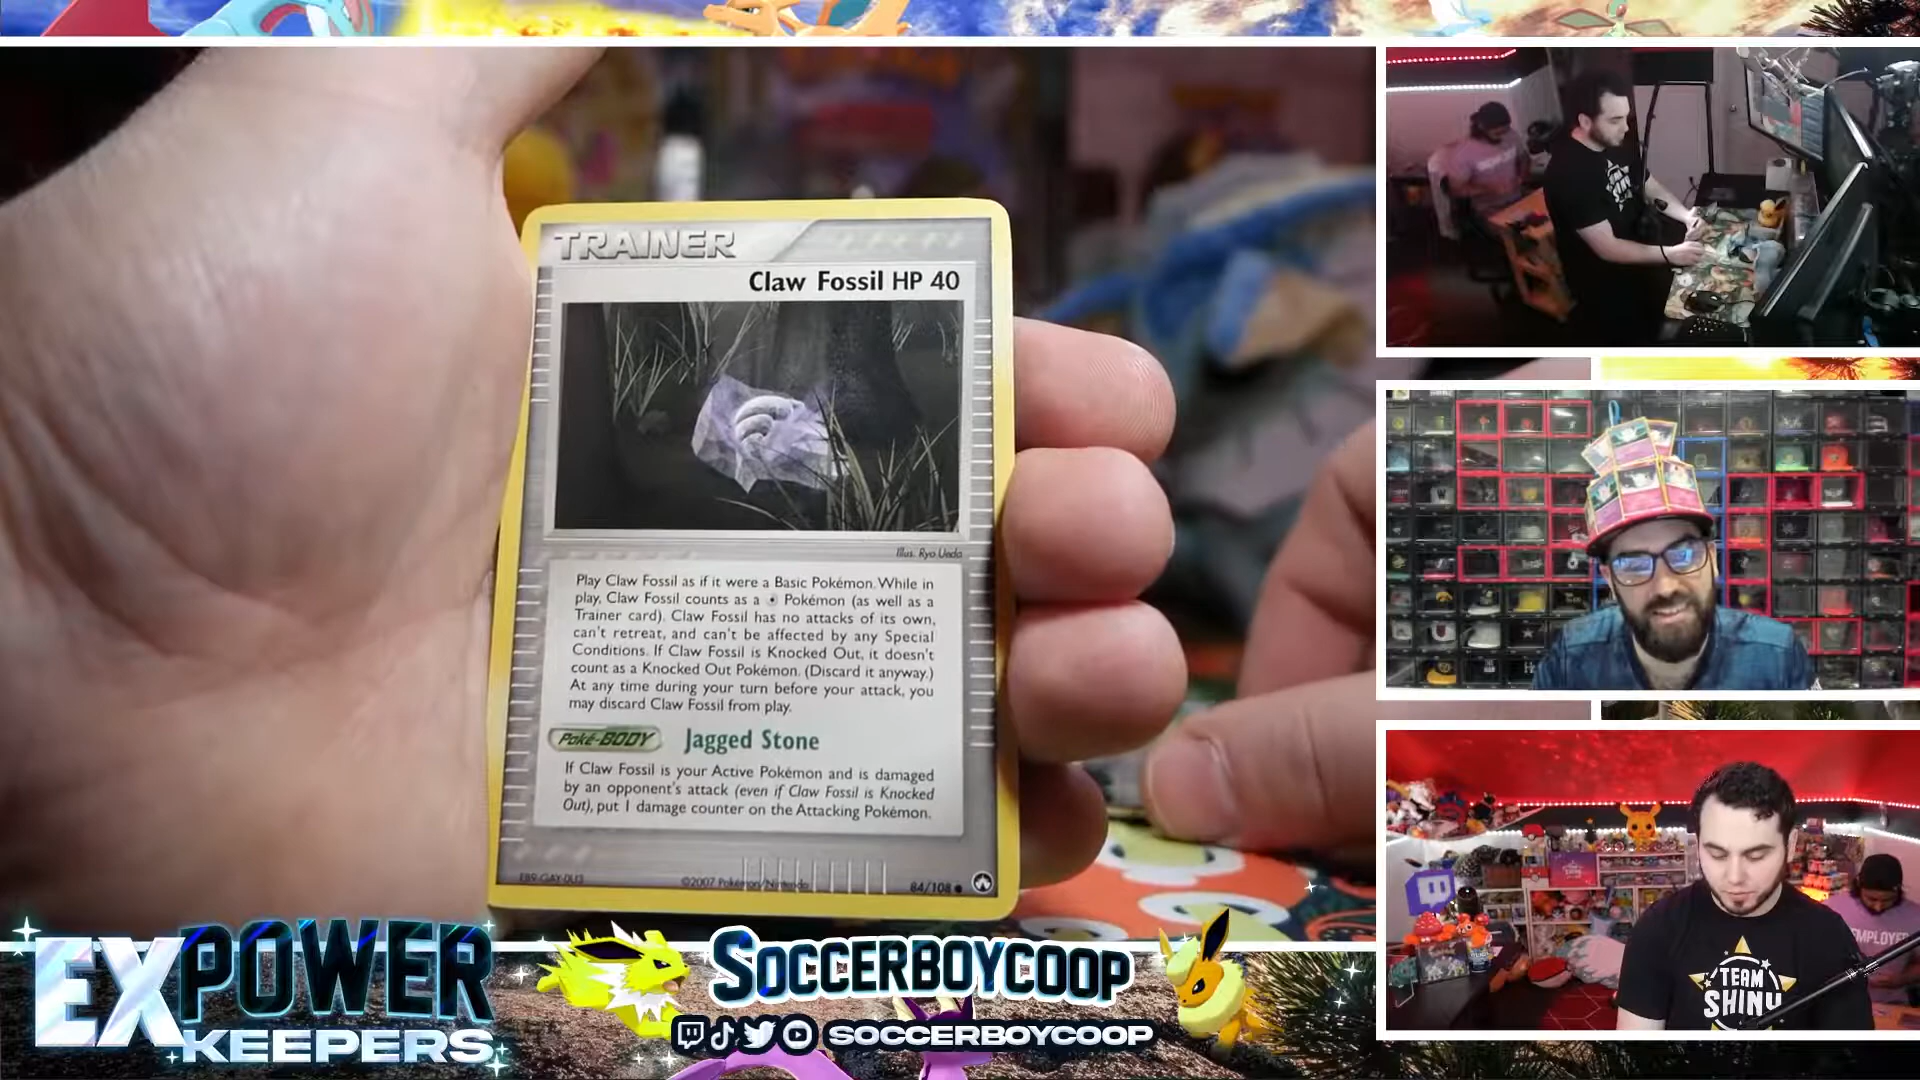 TRAINER
Claw Fossil HP 40
Illus. Ryo Ueda
Play Claw Fossil as if it were a Basic Pokémon. While in
play, Claw Fossil counts as a Pokémon (as well as a
Trainer card). Claw Fossil has no attacks of its own,
can't retreat, and can't be affected by any Special
Conditions. If Claw Fossil is Knocked Out, it doesn't
count as a Knocked Out Pokémon. (Discard it anyway.)
At any time during your turn before your attack, you
may discard Claw Fossil from play.
Poké-BODY Jagged Stone
If Claw Fossil is your Active Pokémon and is damaged
by an opponent's attack (even if Claw Fossil is Knocked
Out), put 1 damage counter on the Attacking Pokémon.
©2007 Pokémon/Nintendo
84/108
EX POWER
KEEPERS
SOCCERBOYCOOP
SOCCERBOYCOOP
TEAM
SHINY
EMPLOYEE
TEAM
SHINY